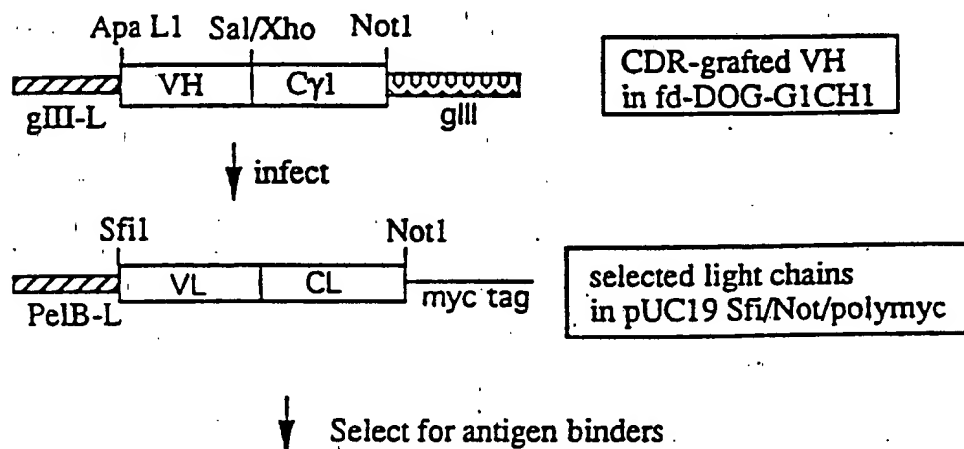 Apa L1 Sal/Xho Not1
VH Cγ1
gIII-L gIII
CDR-grafted VH
in fd-DOG-G1CH1
infect
Sfi1 Not1
VL CL
PelB-L myc tag
selected light chains
in pUC19 Sfi/Not/polymyc
Select for antigen binders